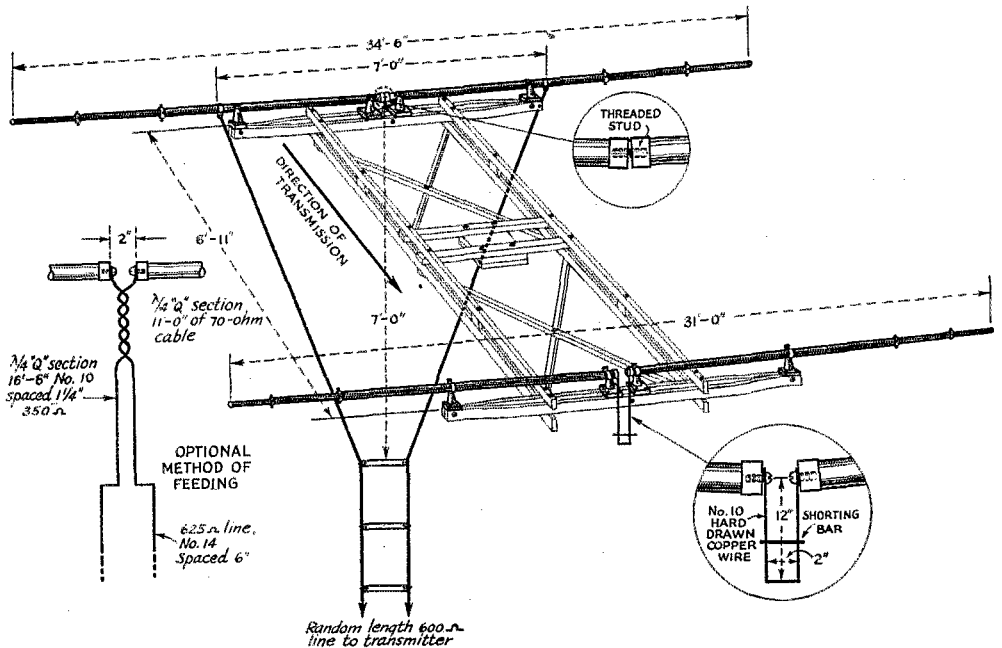 34'-6"
7'-0"
THREADED
STUD
DIRECTION OF
TRANSMISSION
2"
6'-11"
λ/4 "Q" section
11'-0" of 70-ohm
cable
7'-0"
31'-0"
λ/4 "Q" section
16'-6" No. 10
spaced 1 1/4"
350 Ω
OPTIONAL
METHOD OF
FEEDING
625 Ω line,
No. 14
Spaced 6"
No. 10
HARD
DRAWN
COPPER
WIRE
12"
SHORTING
BAR
2"
Random length 600 Ω
line to transmitter